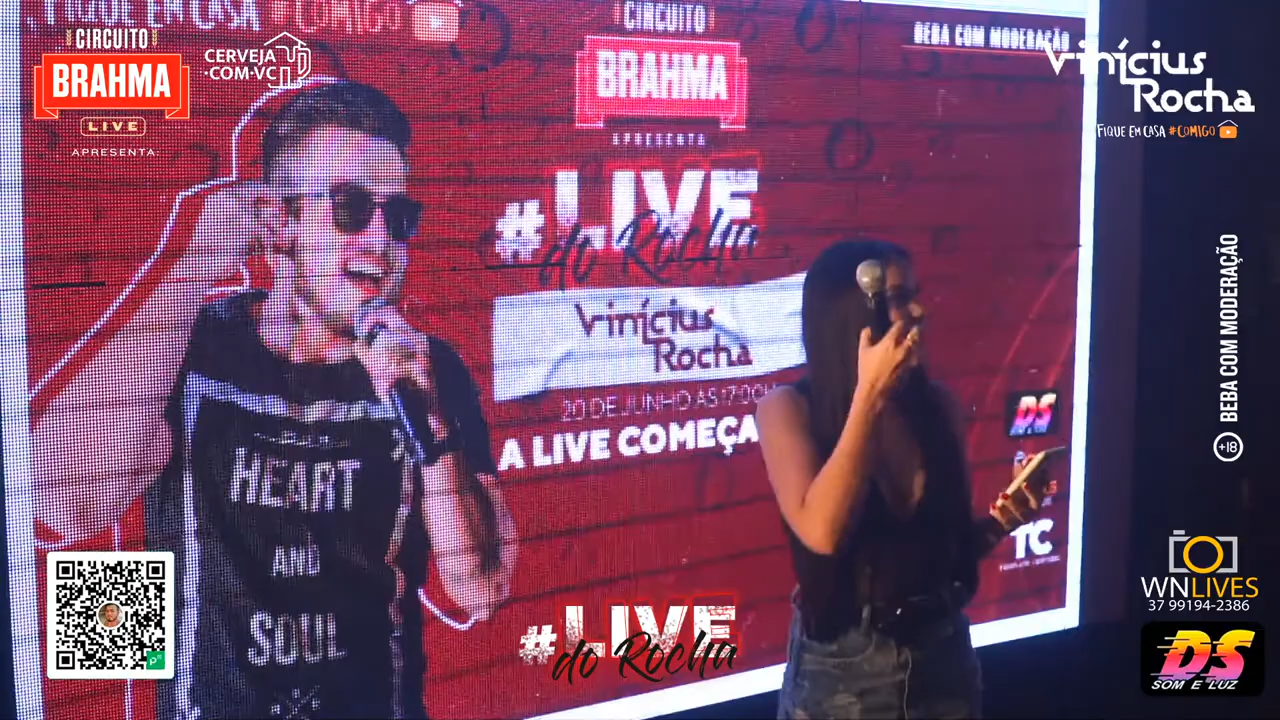 FIQUE EM CASA #COMIGO
CIRCUITO
BRAHMA
LIVE
APRESENTA:
CERVEJA
.COM.VC
CIRCUITO
BRAHMA
APRESENTA
BEBA COM MODERAÇÃO
Vinícius
Rocha
FIQUE EM CASA #COMIGO
#LIVE
do Rocha
Vinícius
Rocha
20 DE JUNHO ÀS 17:00H
A LIVE COMEÇA
HEART
AND
SOUL
DS
TC
BEBA COM MODERAÇÃO
+18
#LIVE
do Rocha
WNLIVES
37 99194-2386
DS
SOM E LUZ